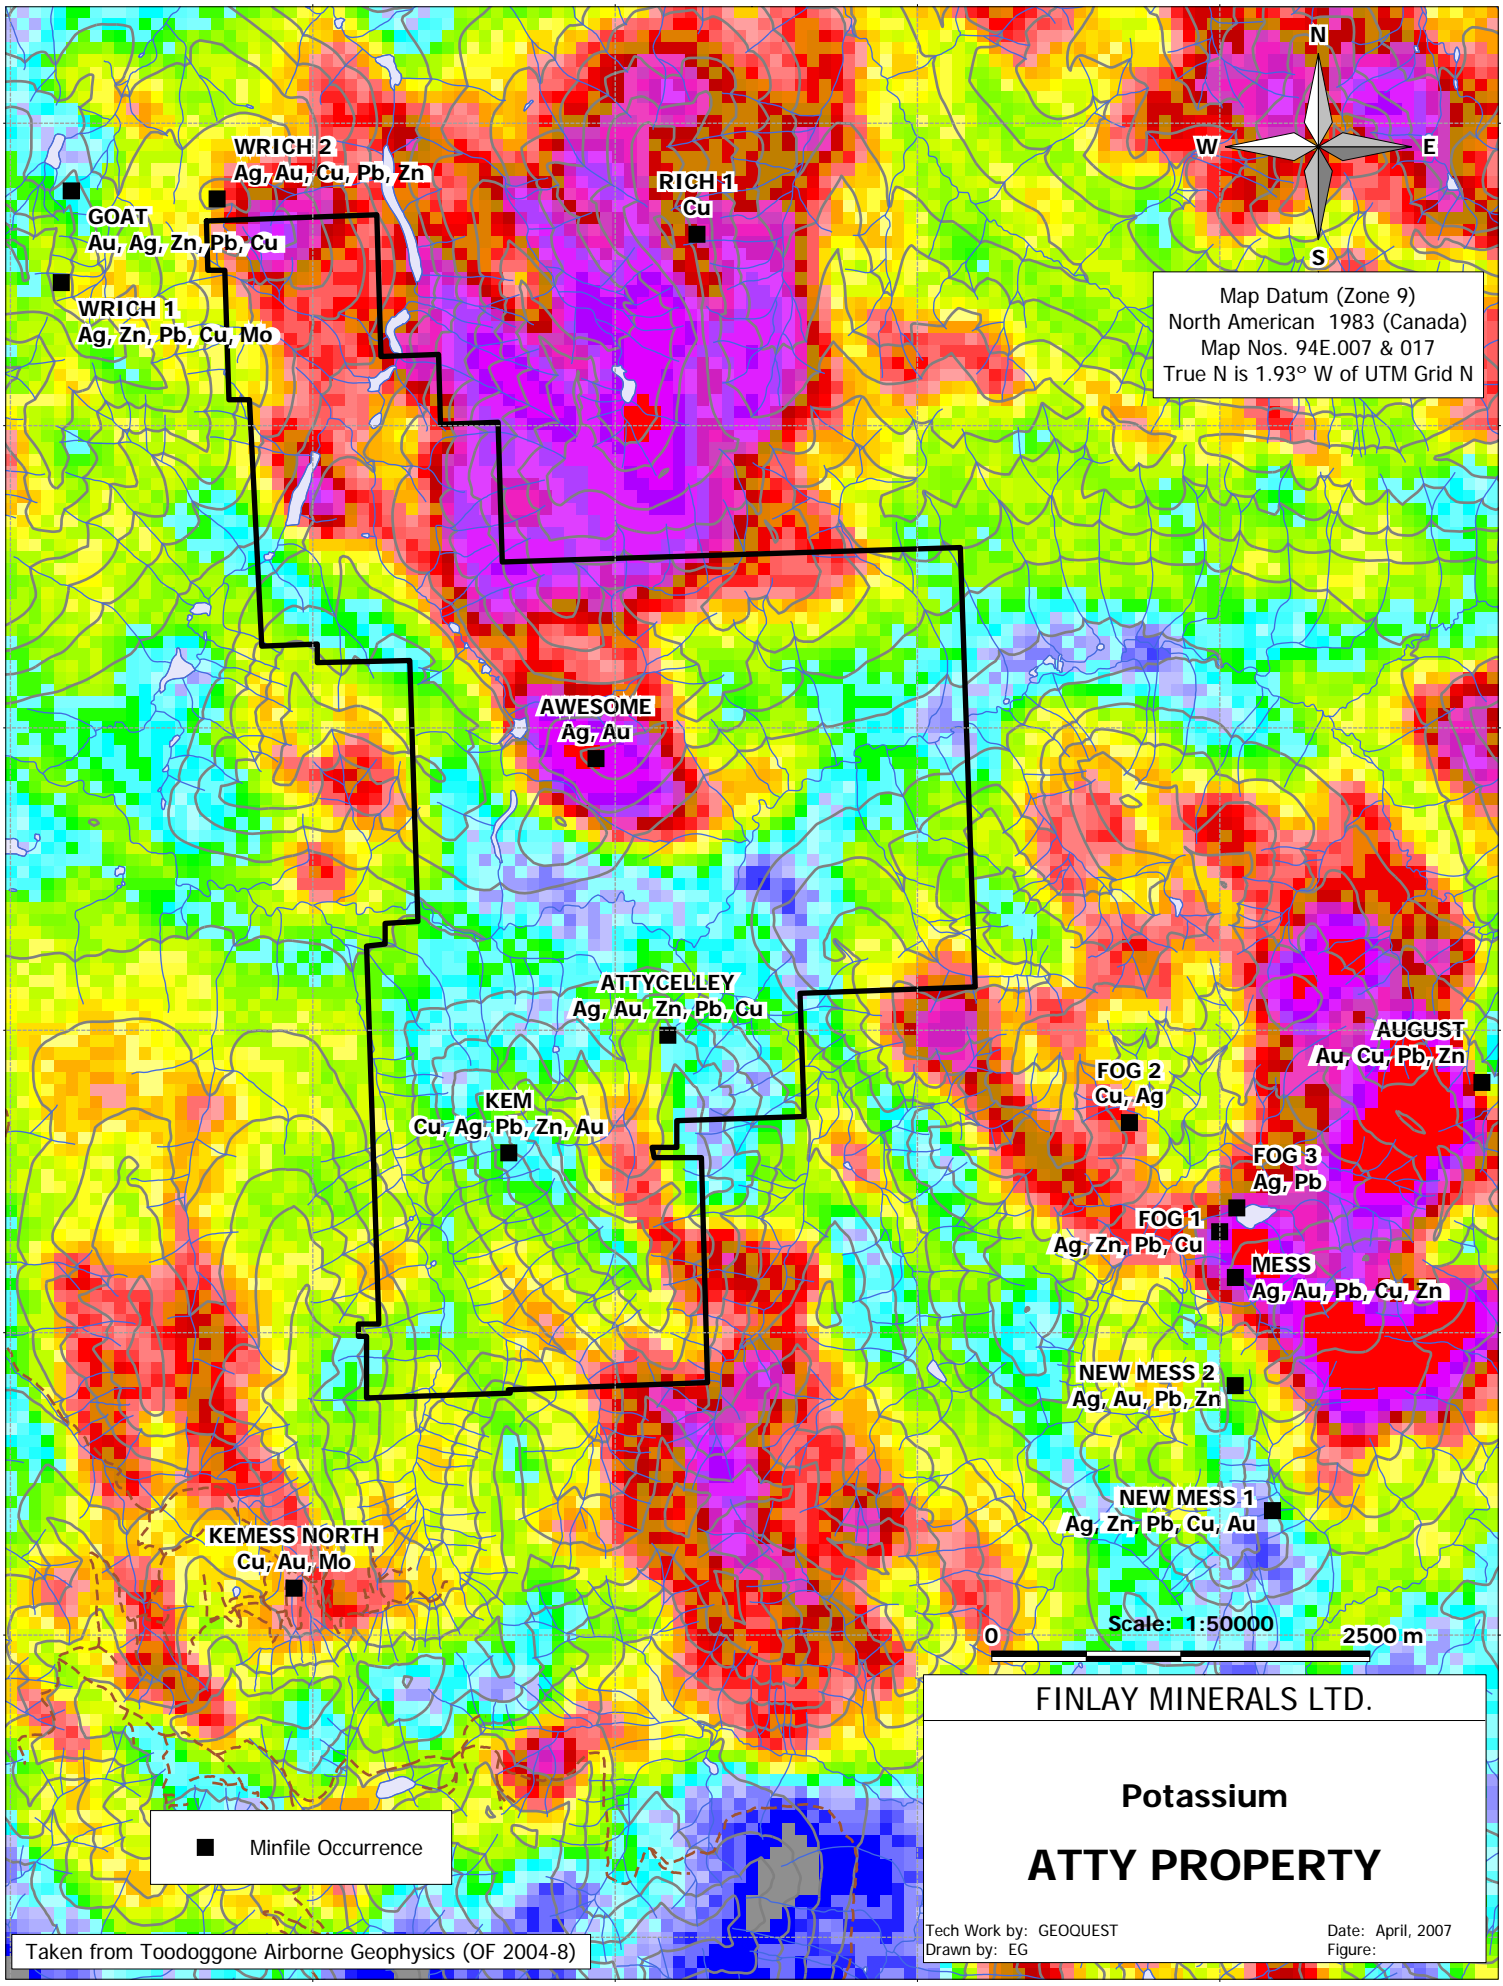 N
W
E
S
WRICH 2
Ag, Au, Cu, Pb, Zn
RICH 1
Cu
GOAT
Au, Ag, Zn, Pb, Cu
WRICH 1
Ag, Zn, Pb, Cu, Mo
Map Datum (Zone 9)
North American 1983 (Canada)
Map Nos. 94E.007 & 017
True N is 1.93° W of UTM Grid N
AWESOME
Ag, Au
ATTYCELLEY
Ag, Au, Zn, Pb, Cu
AUGUST
Au, Cu, Pb, Zn
FOG 2
Cu, Ag
KEM
Cu, Ag, Pb, Zn, Au
FOG 3
Ag, Pb
FOG 1
Ag, Zn, Pb, Cu
MESS
Ag, Au, Pb, Cu, Zn
NEW MESS 2
Ag, Au, Pb, Zn
NEW MESS 1
Ag, Zn, Pb, Cu, Au
KEMESS NORTH
Cu, Au, Mo
Scale: 1:50000
0
2500 m
FINLAY MINERALS LTD.
Potassium
ATTY PROPERTY
Tech Work by: GEOQUEST
Drawn by: EG
Date: April, 2007
Figure:
Minfile Occurrence
Taken from Toodoggone Airborne Geophysics (OF 2004-8)